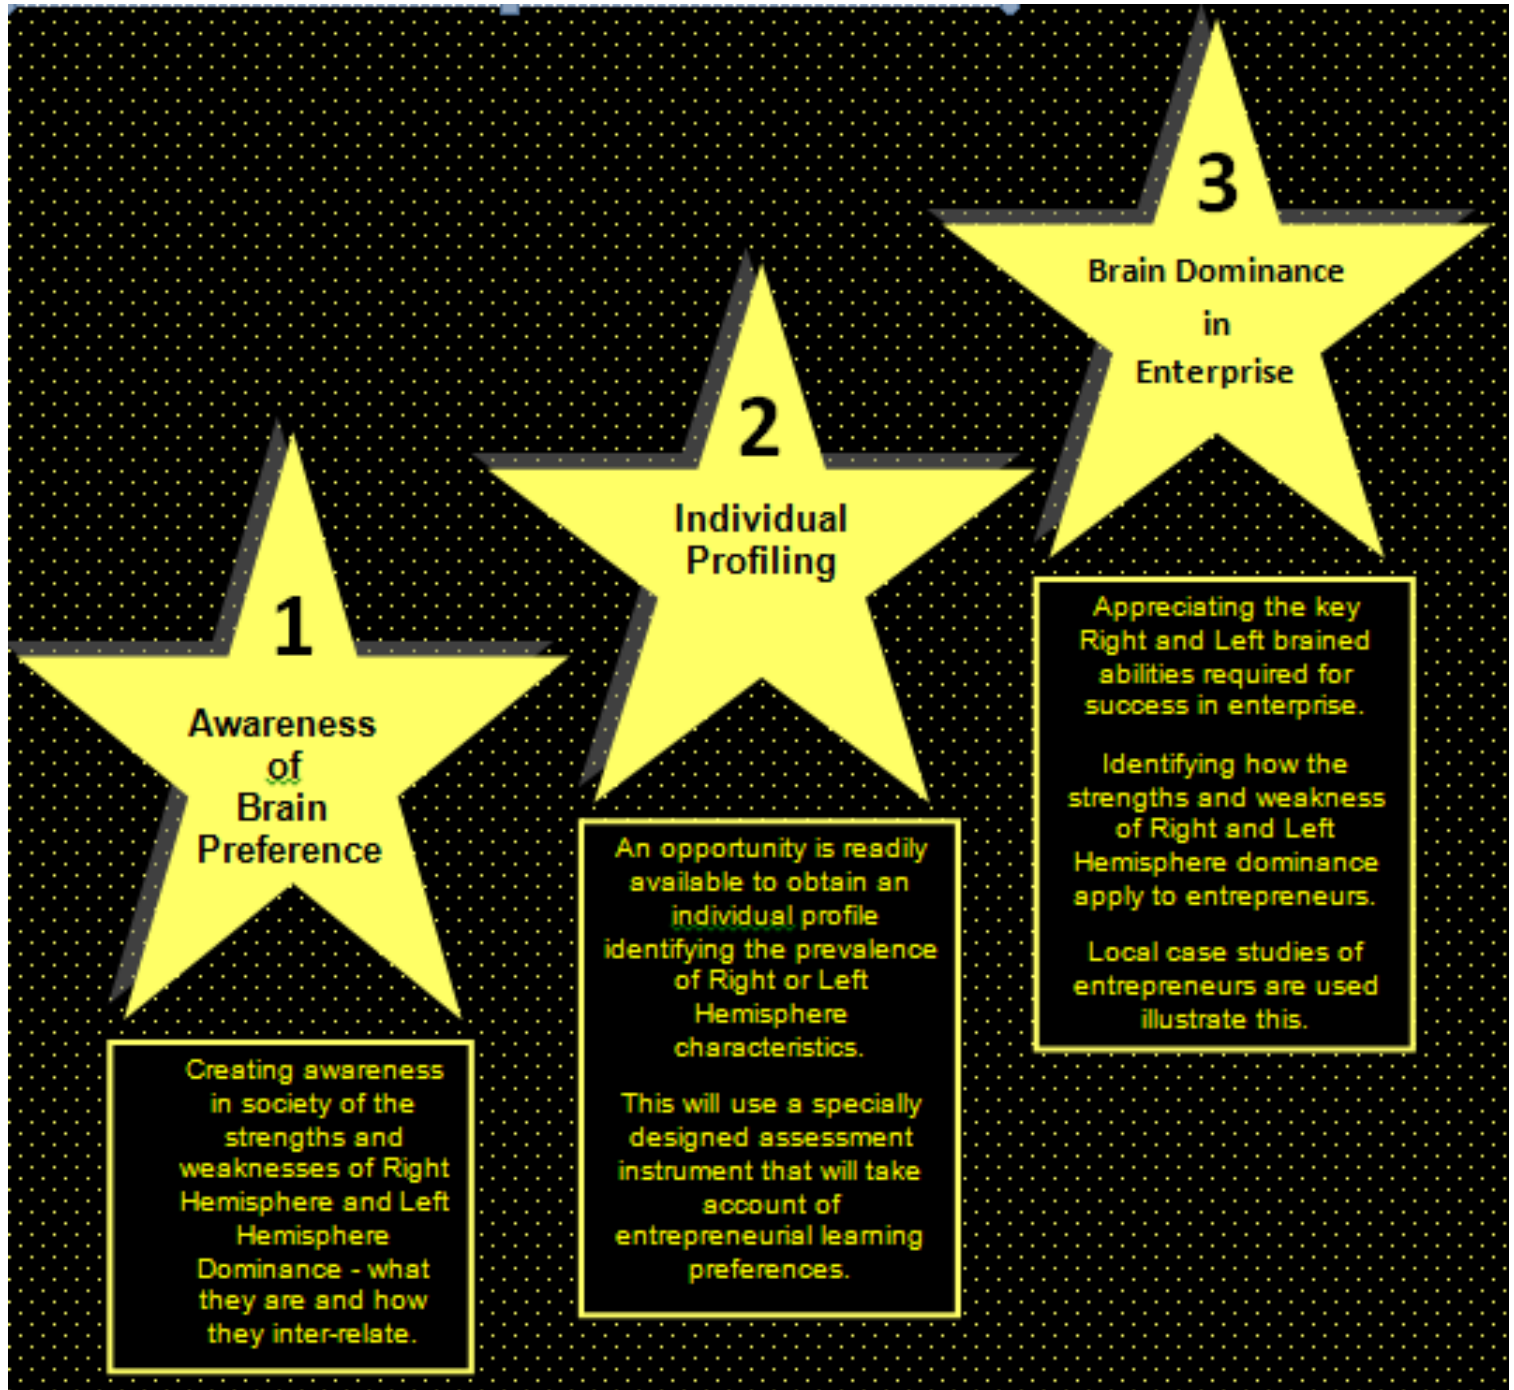 1
Awareness
of
Brain
Preference
Creating awareness
in society of the
strengths and
weaknesses of Right
Hemisphere and Left
Hemisphere
Dominance - what
they are and how
they inter-relate.
2
Individual
Profiling
An opportunity is readily
available to obtain an
individual profile
identifying the prevalence
of Right or Left
Hemisphere
characteristics.
This will use a specially
designed assessment
instrument that will take
account of
entrepreneurial learning
preferences.
3
Brain Dominance
in
Enterprise
Appreciating the key
Right and Left brained
abilities required for
success in enterprise.
Identifying how the
strengths and weakness
of Right and Left
Hemisphere dominance
apply to entrepreneurs.
Local case studies of
entrepreneurs are used
illustrate this.